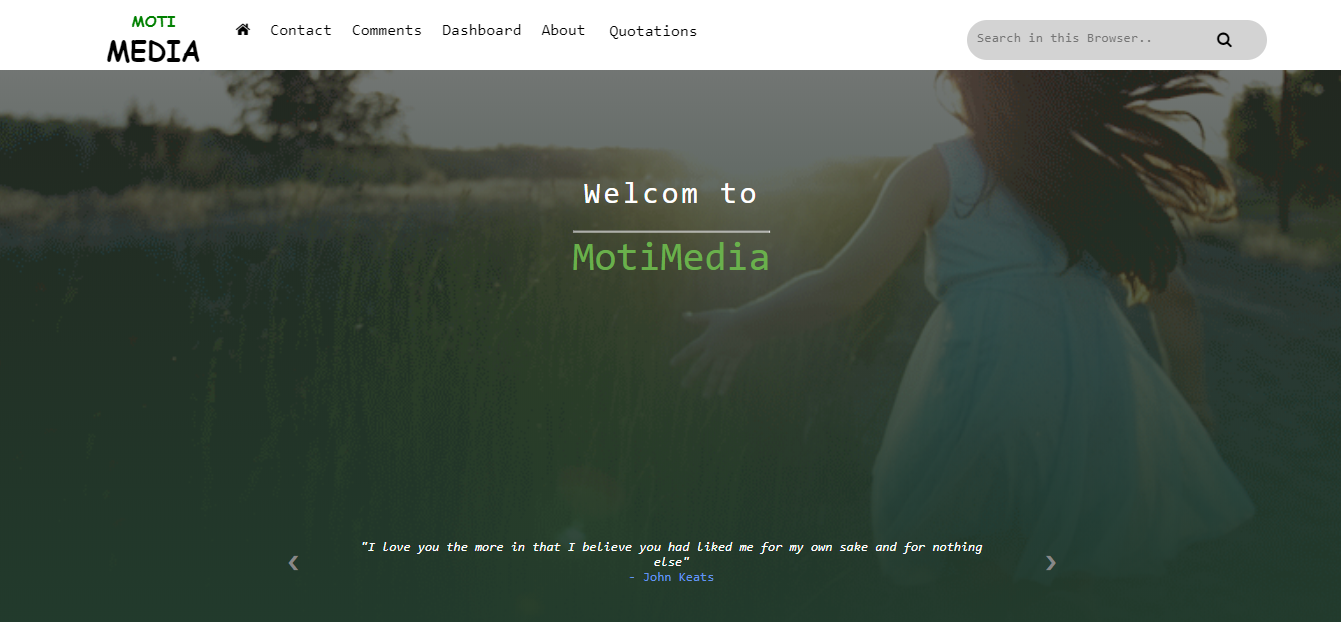 MOTI
MEDIA
Contact Comments Dashboard About Quotations
Search in this Browser..
Welcom to
MotiMedia
"I love you the more in that I believe you had liked me for my own sake and for nothing
else"
- John Keats